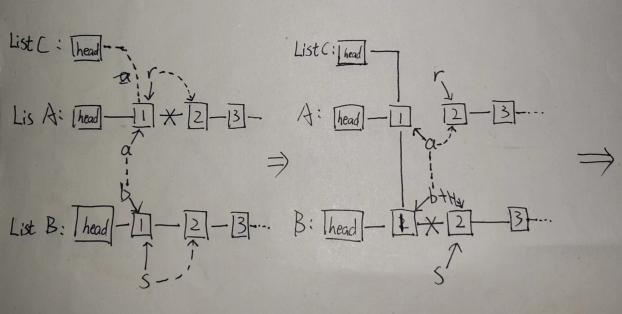 List C: head
Lis A: head 1 2 3
r
a
b
List B: head 1 2 3
S
List C: head
r
A: head 1 2 3
a
B: head 1 2 3
S